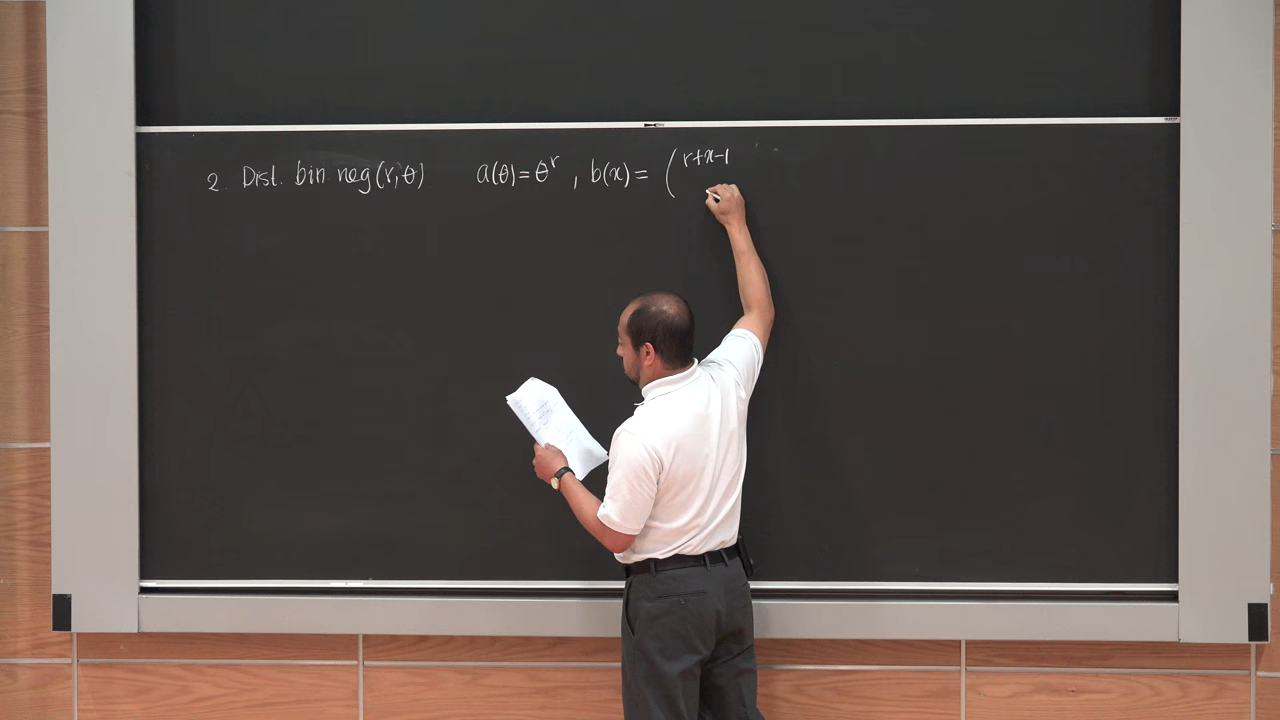 2. Dist. bin neg(r,θ) a(θ)=θ^r , b(x)= (r+x-1